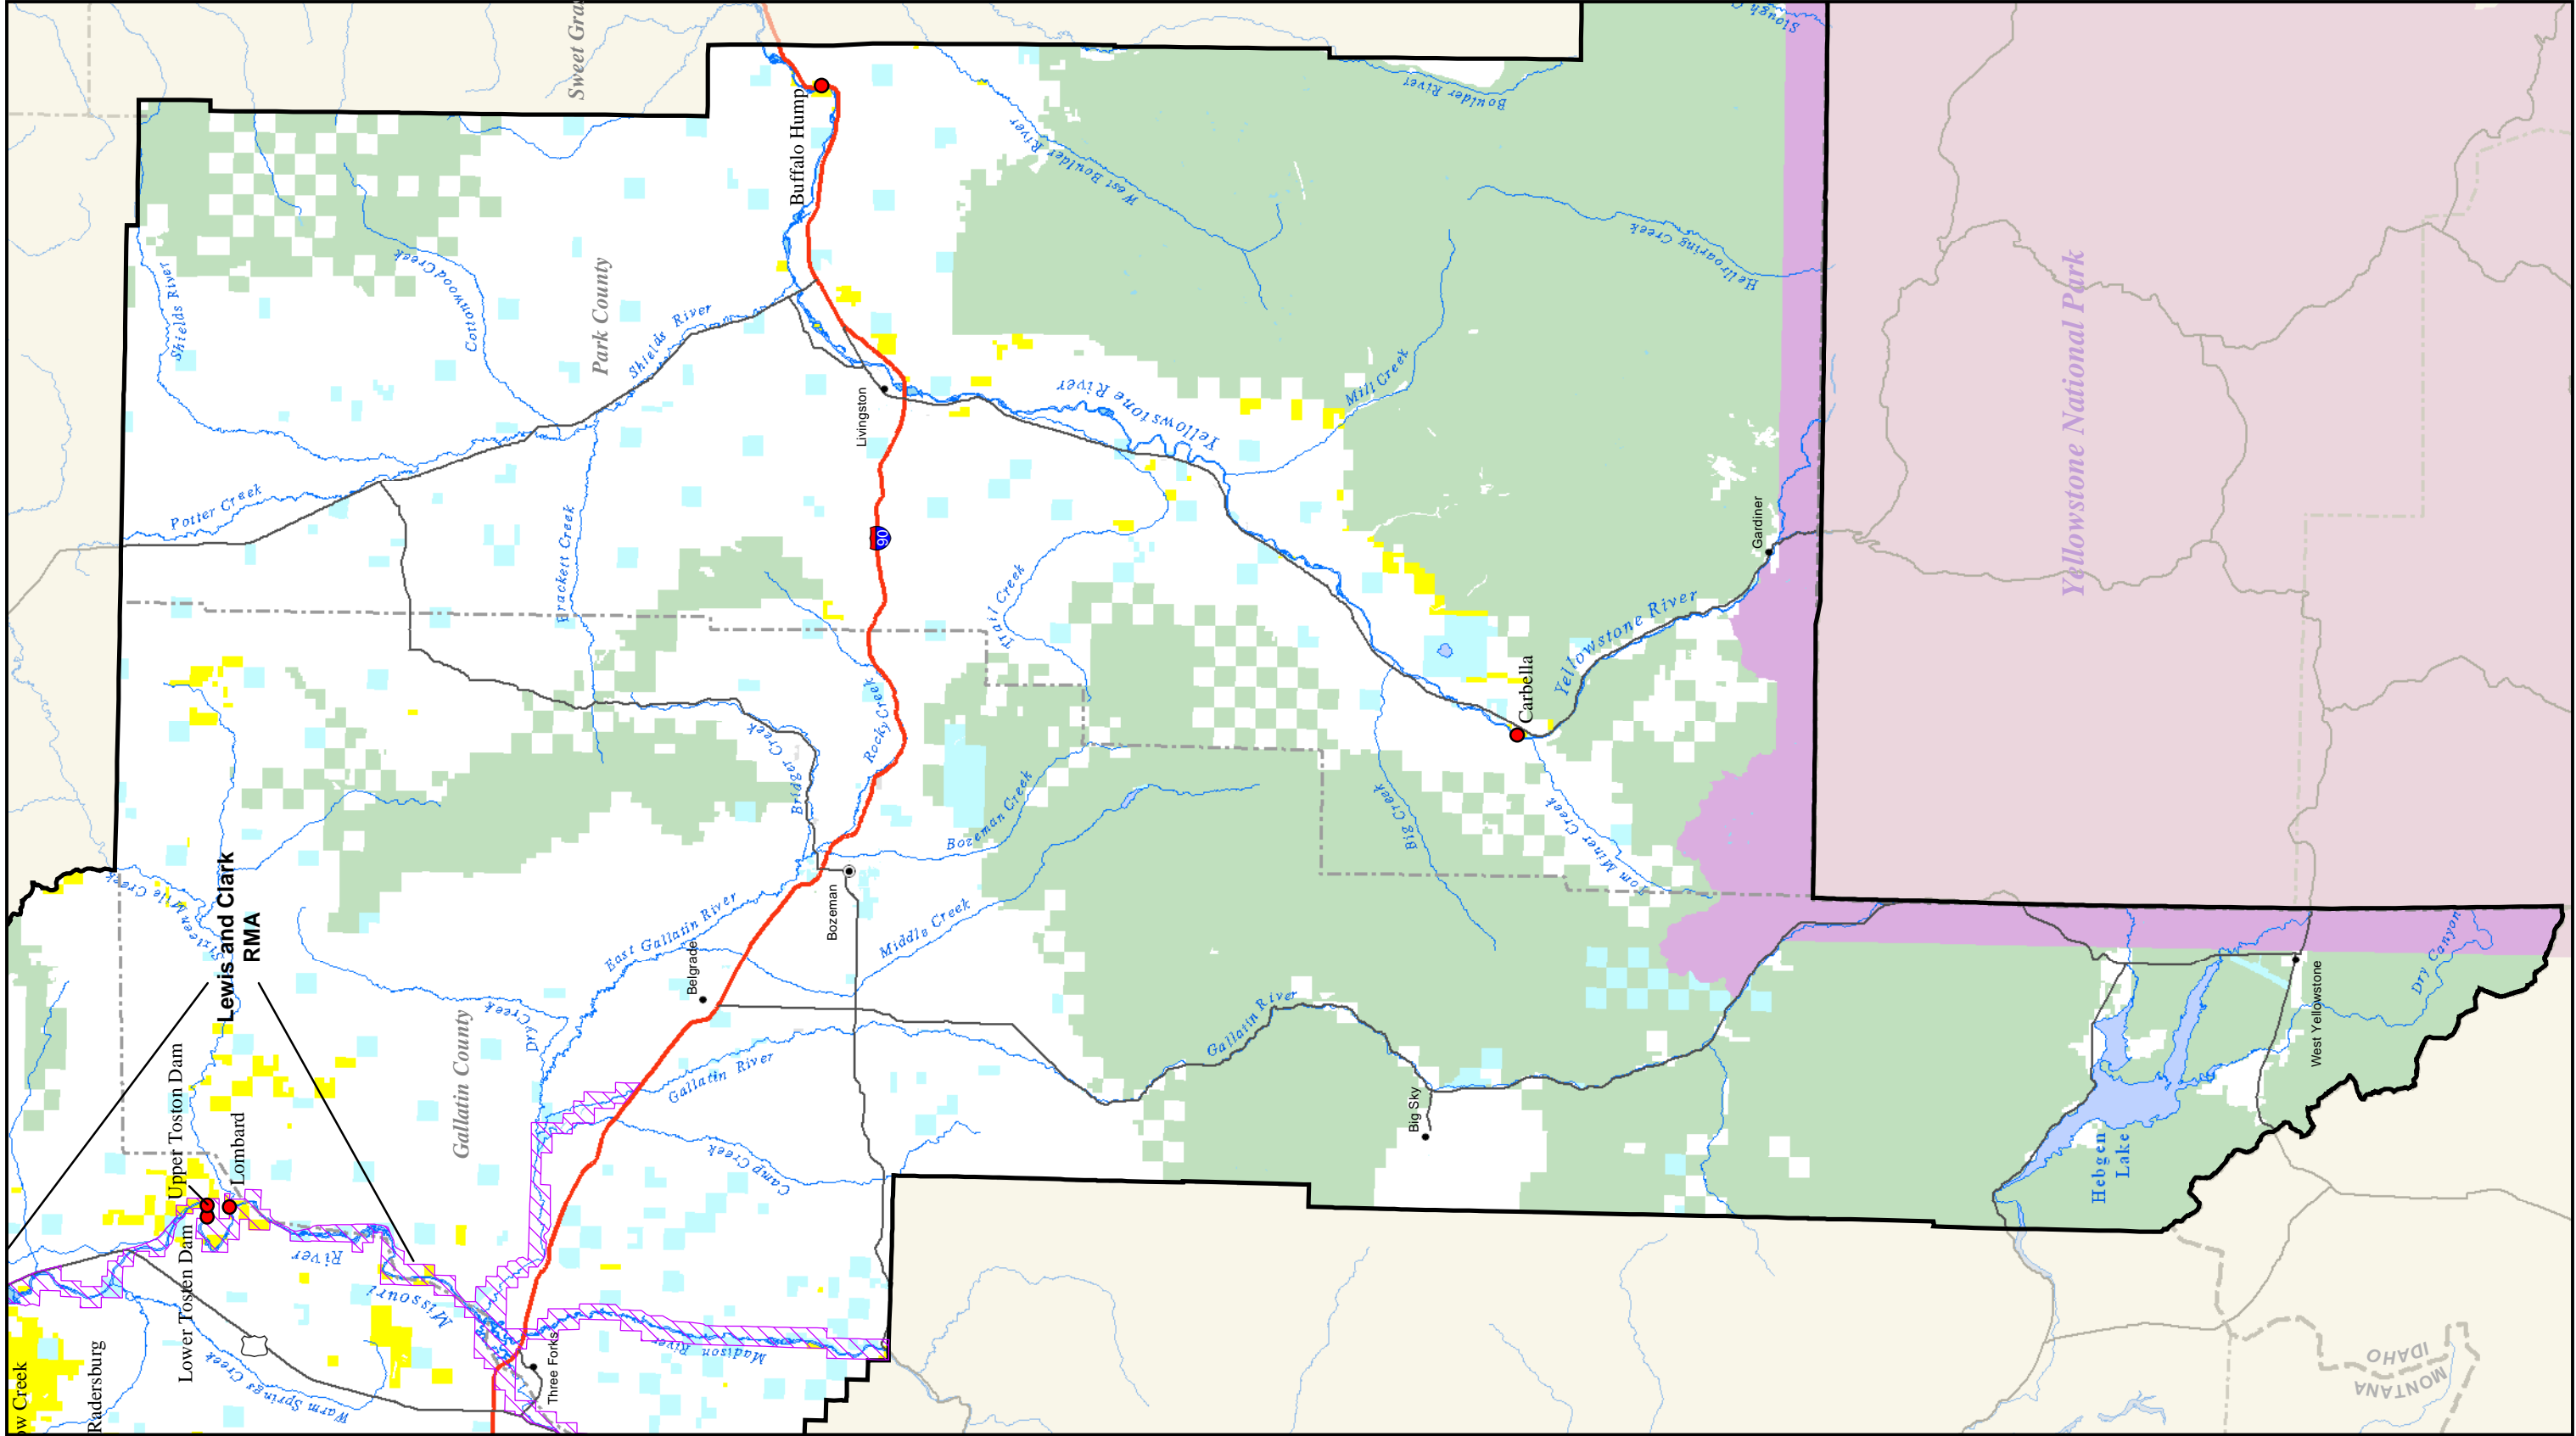 Sweet Gras
Slough C
Boulder River
West Boulder River
Buffalo Hump
Shields River
Cottonwood Creek
Park County
Shields River
Hellroaring Creek
Yellowstone National Park
Livingston
Yellowstone River
Mill Creek
Potter Creek
Brackett Creek
90
Trail Creek
Gardiner
Yellowstone River
Carbella
Rocky Creek
Bridger Creek
Bozeman Creek
Big Creek
Tom Miner Creek
Sixteenmile Creek
Lewis and Clark
RMA
Bozeman
East Gallatin River
Middle Creek
Belgrade
Dry Creek
Gallatin County
Gallatin River
Gallatin River
Dry Canyon
West Yellowstone
Upper Toston Dam
Lombard
Big Sky
Camp Creek
Hebgen
Lake
Lower Tosten Dam
Missouri
River
Madison River
Three Forks
Warm Springs Creek
Radersburg
ow Creek
MONTANA
IDAHO